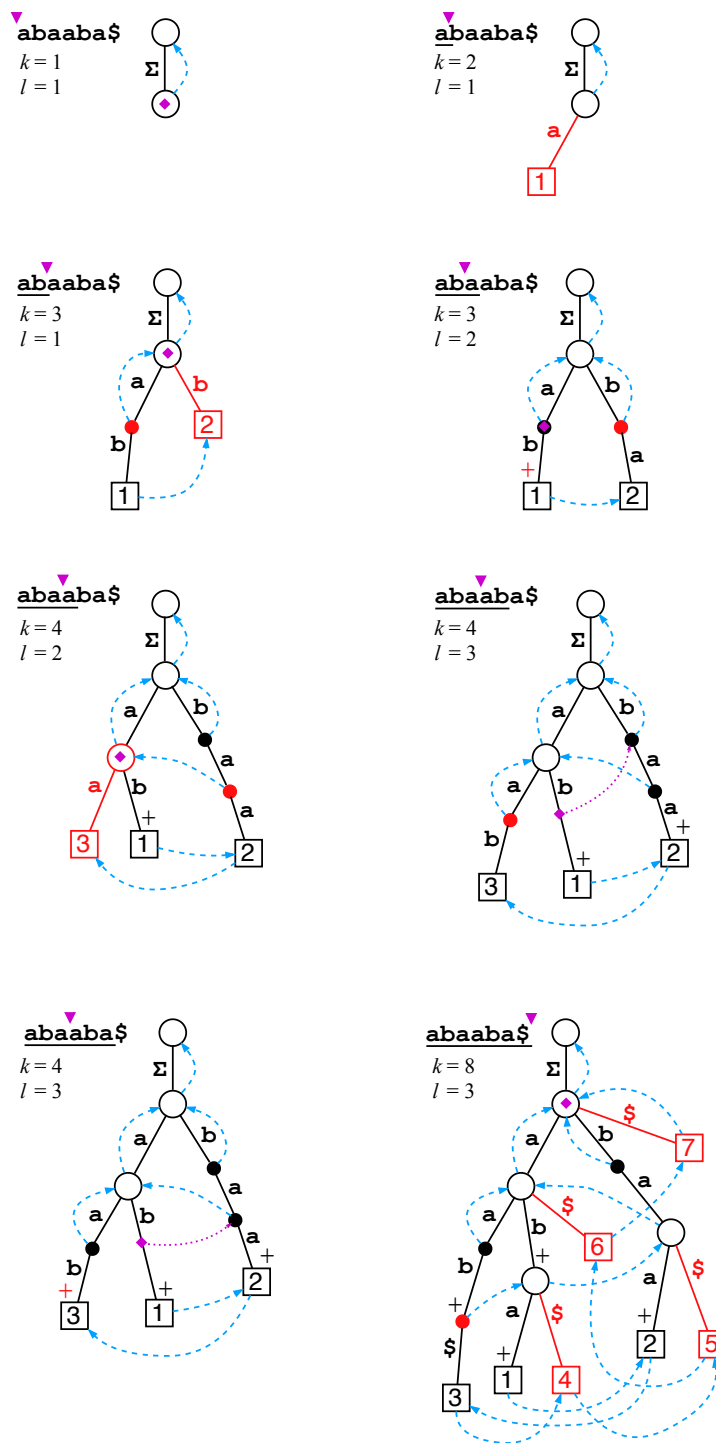 abaaba$ abaaba$
k = 1 k = 2
l = 1 l = 1
Σ Σ
a
1
abaaba$ abaaba$
k = 3 k = 3
l = 1 l = 2
Σ Σ
a b a b
2
b b a
+
1 1 2
abaaba$ abaaba$
k = 4 k = 4
l = 2 l = 3
Σ Σ
a b a b
a a
a b a a b a
+ +
3 1 2 b 2
+
3 1
abaaba$ abaaba$
k = 4 k = 8
l = 3 l = 3
Σ Σ
$
a b a b 7
a a
a b a a $
6
b + b + $
+ + 2 a
3 1 + a $ +
$ 2 5
+
1 4
3